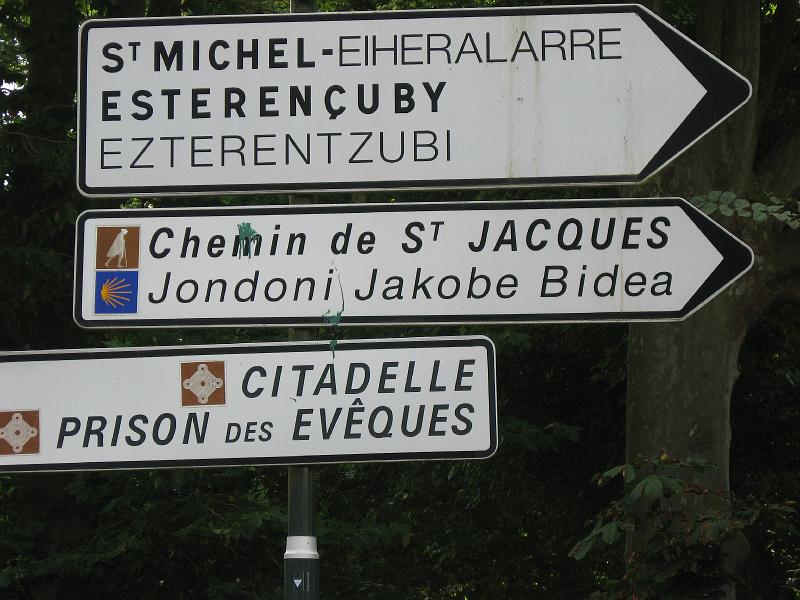 ST MICHEL-EIHERALARRE
ESTERENÇUBY
EZTERENTZUBI
Chemin de ST JACQUES
Jondoni Jakobe Bidea
CITADELLE
PRISON DES EVÊQUES